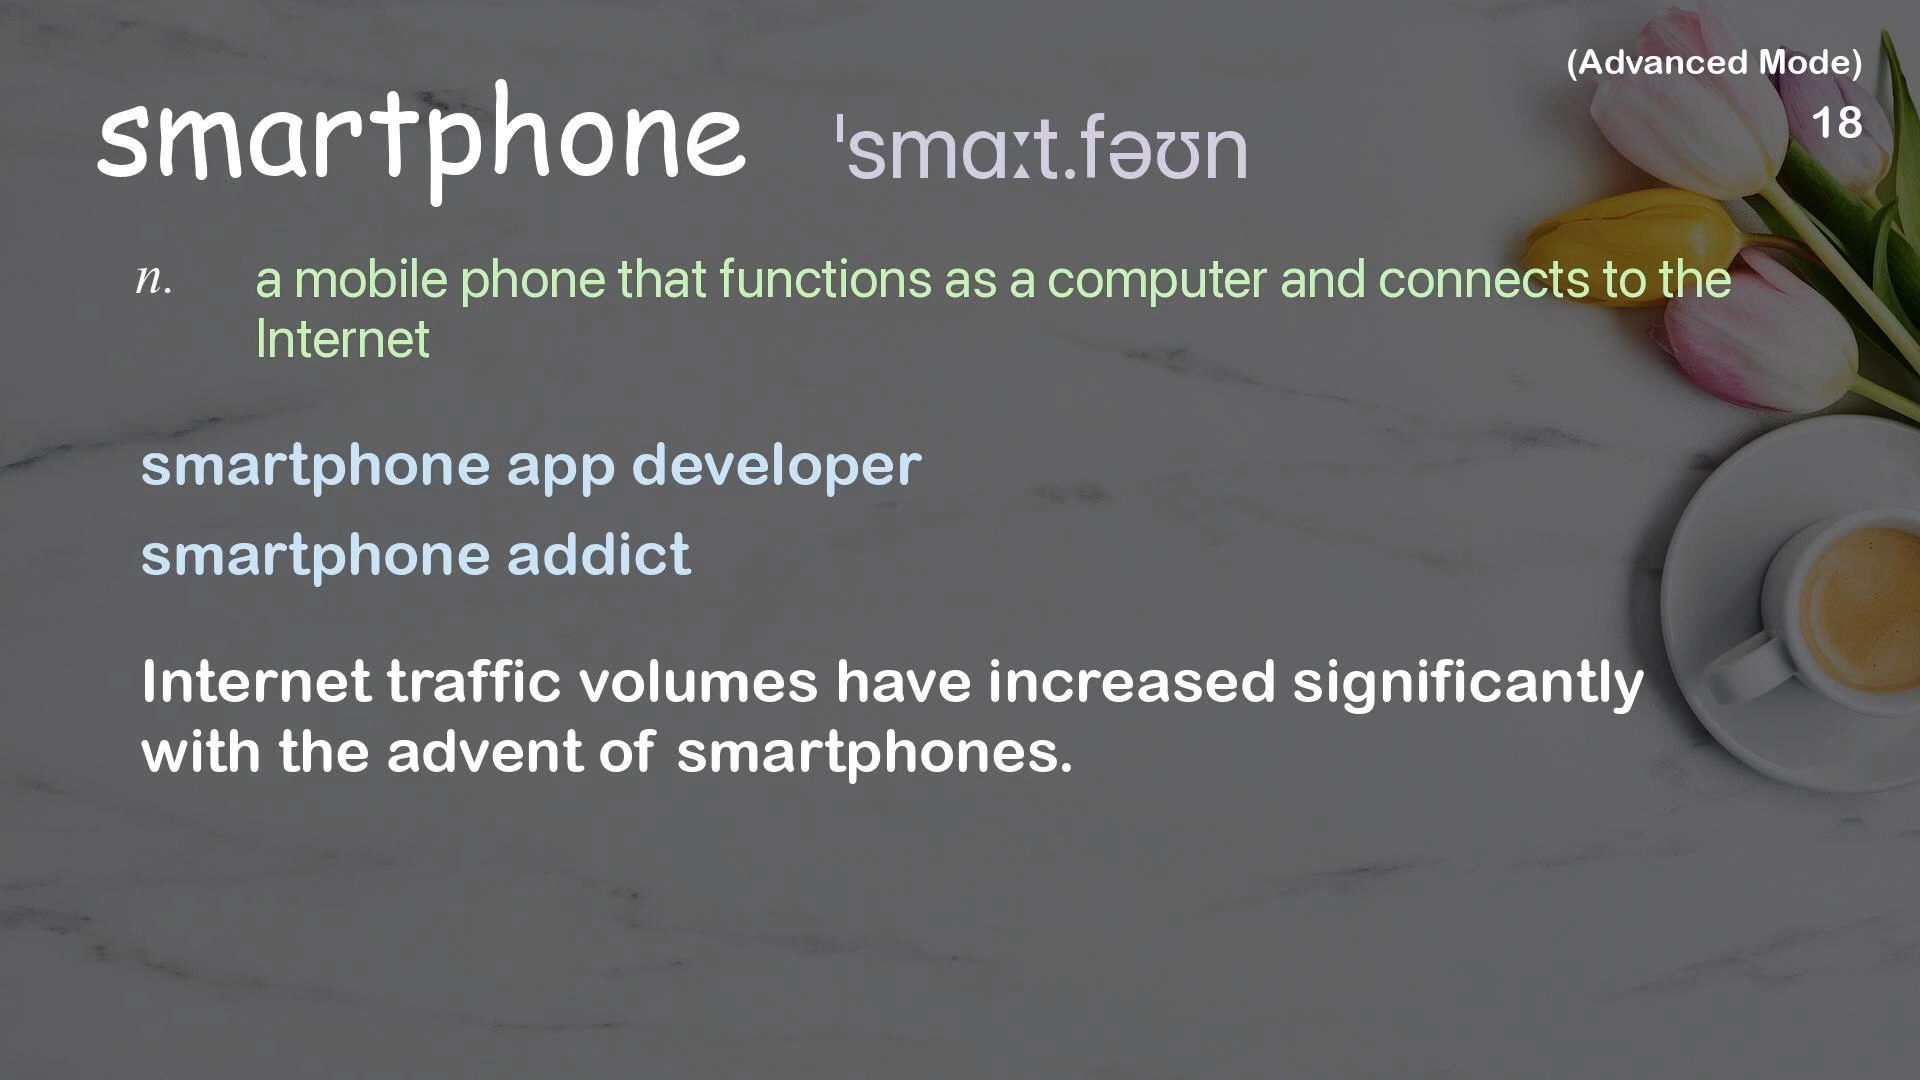 (Advanced Mode)
smartphone ˈsmɑːt.fəʊn
18
n. a mobile phone that functions as a computer and connects to the
Internet
smartphone app developer
smartphone addict
Internet traffic volumes have increased significantly
with the advent of smartphones.